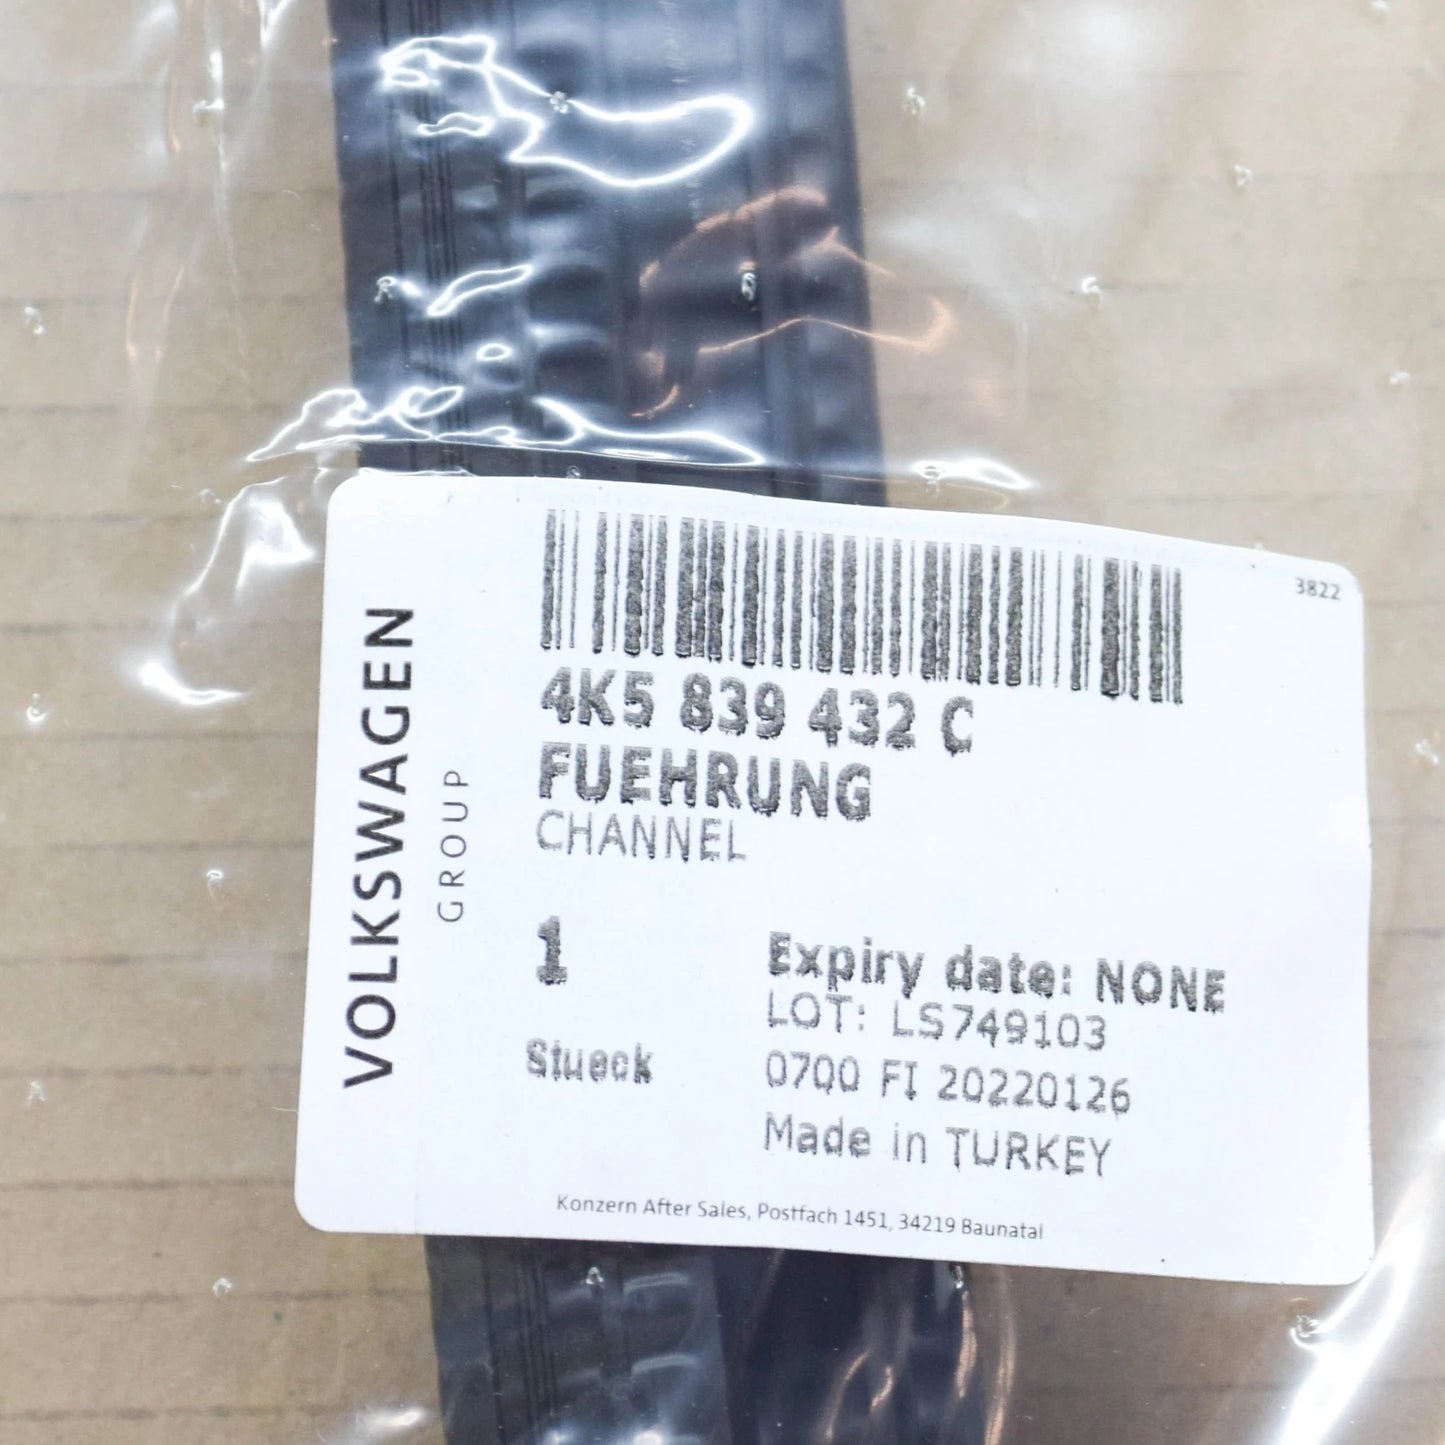 3822
VOLKSWAGEN
GROUP
4K5 839 432 C
FUEHRUNG
CHANNEL
1
Stueck
Expiry date: NONE
LOT: LS749103
0700 FI 20220126
Made in TURKEY
Konzern After Sales, Postfach 1451, 34219 Baunatal